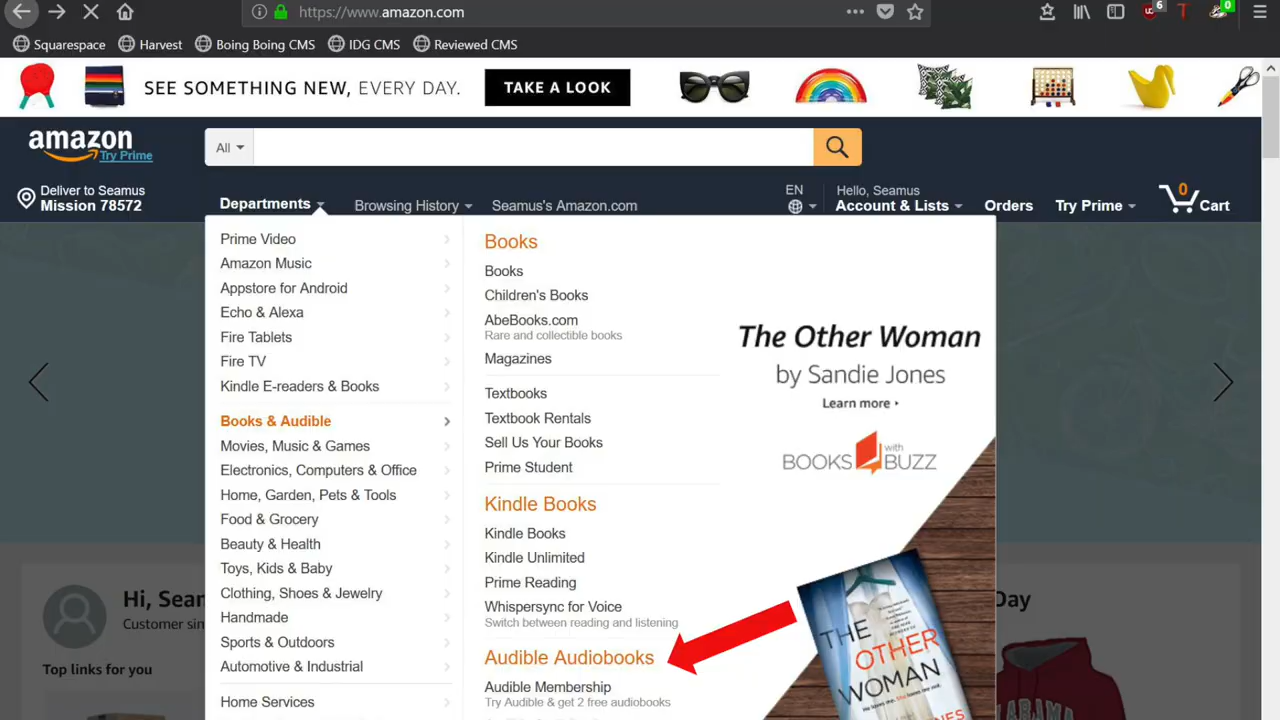 https://www.amazon.com
6
0
Squarespace
Harvest
Boing Boing CMS
IDG CMS
Reviewed CMS
SEE SOMETHING NEW, EVERY DAY.
TAKE A LOOK
amazon
Try Prime
All
Deliver to Seamus
Mission 78572
Departments
Browsing History
Seamus's Amazon.com
EN
Hello, Seamus
Account & Lists
Orders
Try Prime
0
Cart
Prime Video
Amazon Music
Appstore for Android
Echo & Alexa
Fire Tablets
Fire TV
Kindle E-readers & Books
Books & Audible
Movies, Music & Games
Electronics, Computers & Office
Home, Garden, Pets & Tools
Food & Grocery
Beauty & Health
Toys, Kids & Baby
Clothing, Shoes & Jewelry
Handmade
Sports & Outdoors
Automotive & Industrial
Home Services
Books
Books
Children's Books
AbeBooks.com
Rare and collectible books
Magazines
Textbooks
Textbook Rentals
Sell Us Your Books
Prime Student
Kindle Books
Kindle Books
Kindle Unlimited
Prime Reading
Whispersync for Voice
Switch between reading and listening
Audible Audiobooks
Audible Membership
Try Audible & get 2 free audiobooks
The Other Woman
by Sandie Jones
Learn more
BOOKS with BUZZ
THE
OTHER
WOMAN
Hi, Sean
Customer sin
Top links for you
Day